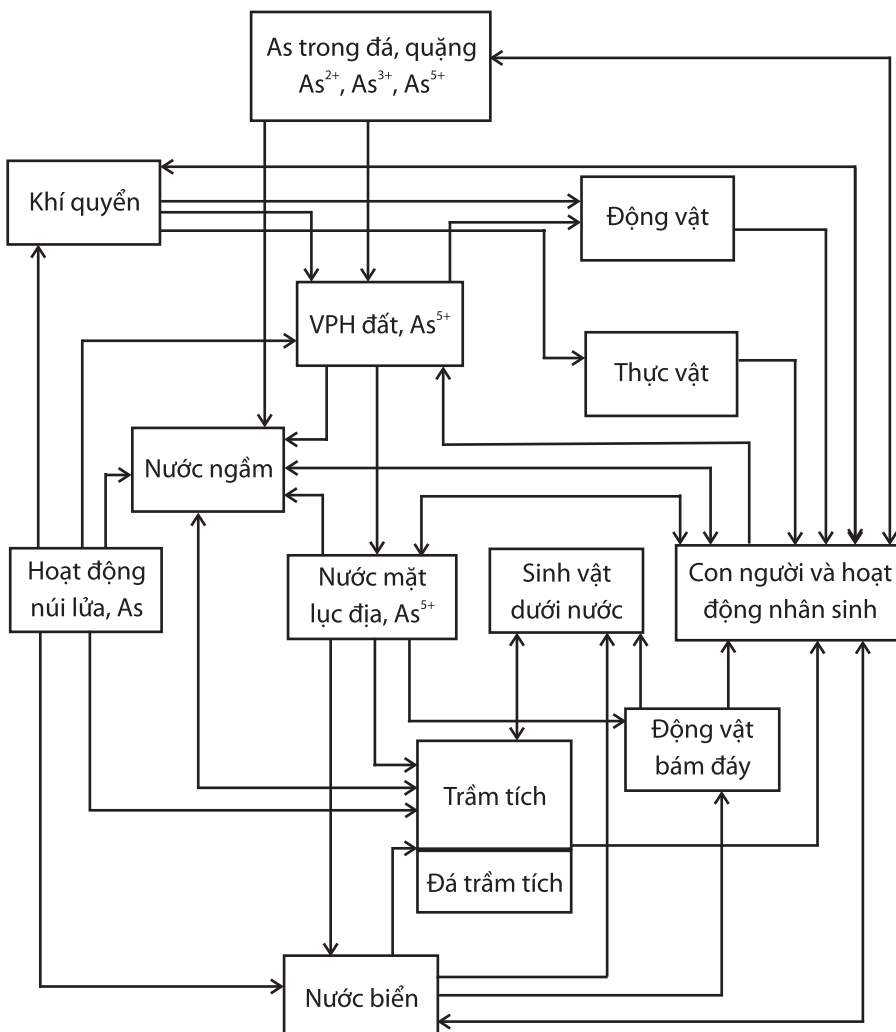 As trong đá, quặng
As²⁺, As³⁺, As⁵⁺
Khí quyển
Động vật
VPH đất, As⁵⁺
Thực vật
Nước ngầm
Hoạt động
núi lửa, As
Nước mặt
lục địa, As⁵⁺
Sinh vật
dưới nước
Con người và hoạt
động nhân sinh
Động vật
bám đáy
Trầm tích
Đá trầm tích
Nước biển